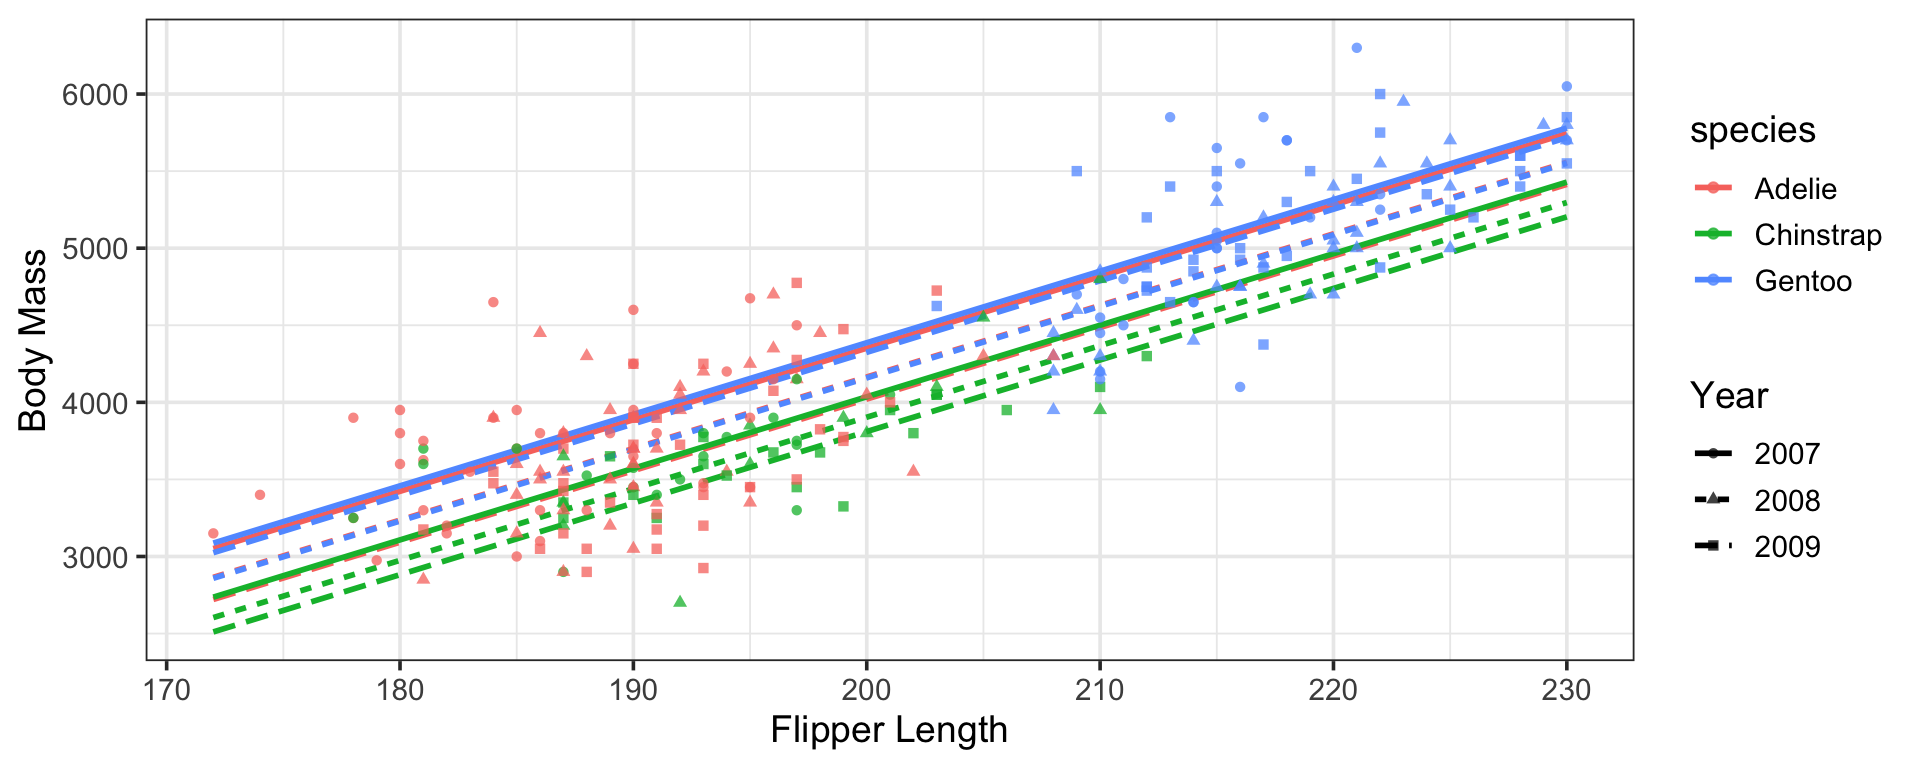 6000
5000
4000
3000
Body Mass
170 180 190 200 210 220 230
Flipper Length
species
Adelie
Chinstrap
Gentoo
Year
2007
2008
2009